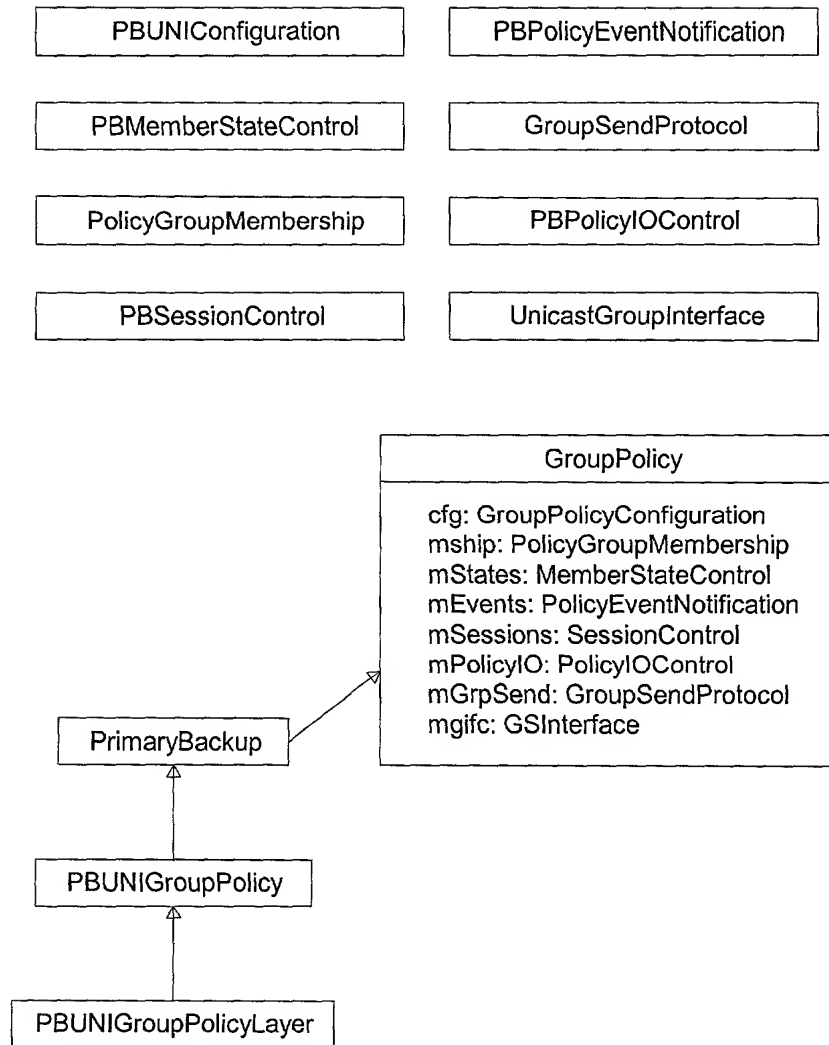 PBUNIConfiguration
PBPolicyEventNotification
PBMemberStateControl
GroupSendProtocol
PolicyGroupMembership
PBPolicyIOControl
PBSessionControl
UnicastGroupInterface
GroupPolicy
cfg: GroupPolicyConfiguration
mship: PolicyGroupMembership
mStates: MemberStateControl
mEvents: PolicyEventNotification
mSessions: SessionControl
mPolicyIO: PolicyIOControl
mGrpSend: GroupSendProtocol
mgifc: GSInterface
PrimaryBackup
PBUNIGroupPolicy
PBUNIGroupPolicyLayer